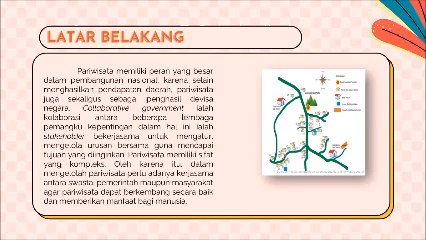 LATAR BELAKANG
Pariwisata memiliki peran yang besar
dalam pembangunan nasional, karena selain
menghasilkan pendapatan daerah, pariwisata
juga sekaligus sebagai penghasil devisa
negara. Collaborative government ialah
kolaborasi antara beberapa lembaga
pemangku kepentingan dalam hal ini ialah
stakeholder bekerjasama untuk mengatur,
mengelola urusan bersama guna mencapai
tujuan yang diinginkan. Pariwisata memiliki sifat
yang kompleks. Oleh karena itu, dalam
mengelolah pariwisata perlu adanya kerjasama
antara swasta, pemerintah maupun masyarakat
agar pariwisata dapat berkembang secara baik
dan memberikan manfaat bagi manusia.